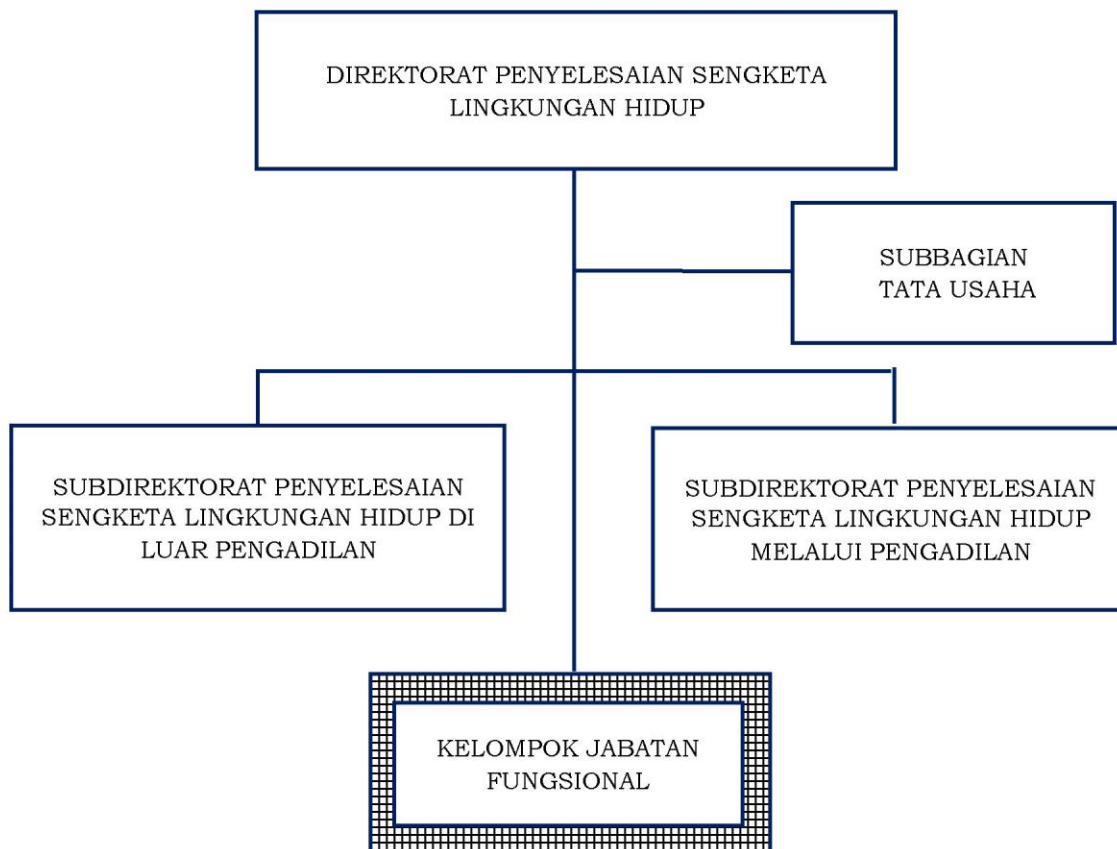 DIREKTORAT PENYELESAIAN SENGKETA
LINGKUNGAN HIDUP
SUBBAGIAN
TATA USAHA
SUBDIREKTORAT PENYELESAIAN
SENGKETA LINGKUNGAN HIDUP DI
LUAR PENGADILAN
SUBDIREKTORAT PENYELESAIAN
SENGKETA LINGKUNGAN HIDUP
MELALUI PENGADILAN
KELOMPOK JABATAN
FUNGSIONAL